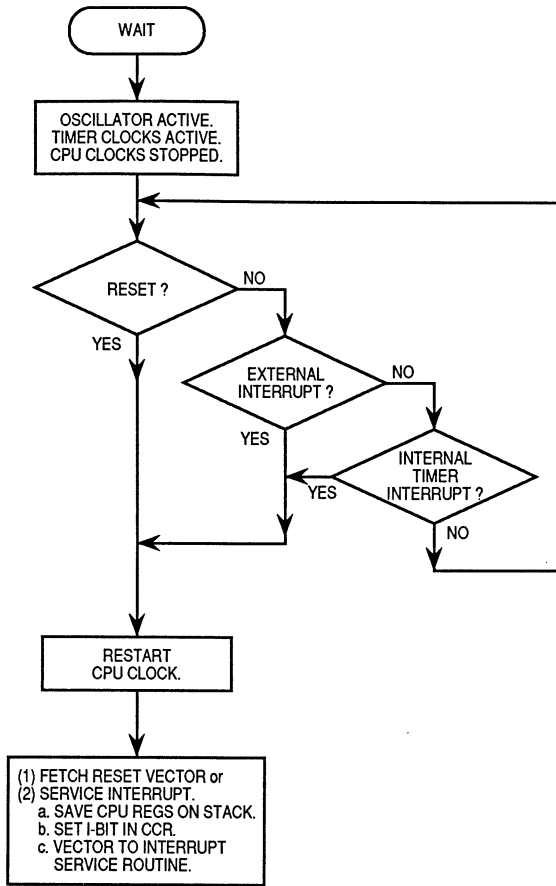 WAIT
OSCILLATOR ACTIVE.
TIMER CLOCKS ACTIVE.
CPU CLOCKS STOPPED.
RESET ?
NO
YES
EXTERNAL
INTERRUPT ?
NO
YES
INTERNAL
TIMER
INTERRUPT ?
YES
NO
RESTART
CPU CLOCK.
(1) FETCH RESET VECTOR or
(2) SERVICE INTERRUPT.
a. SAVE CPU REGS ON STACK.
b. SET I-BIT IN CCR.
c. VECTOR TO INTERRUPT
SERVICE ROUTINE.